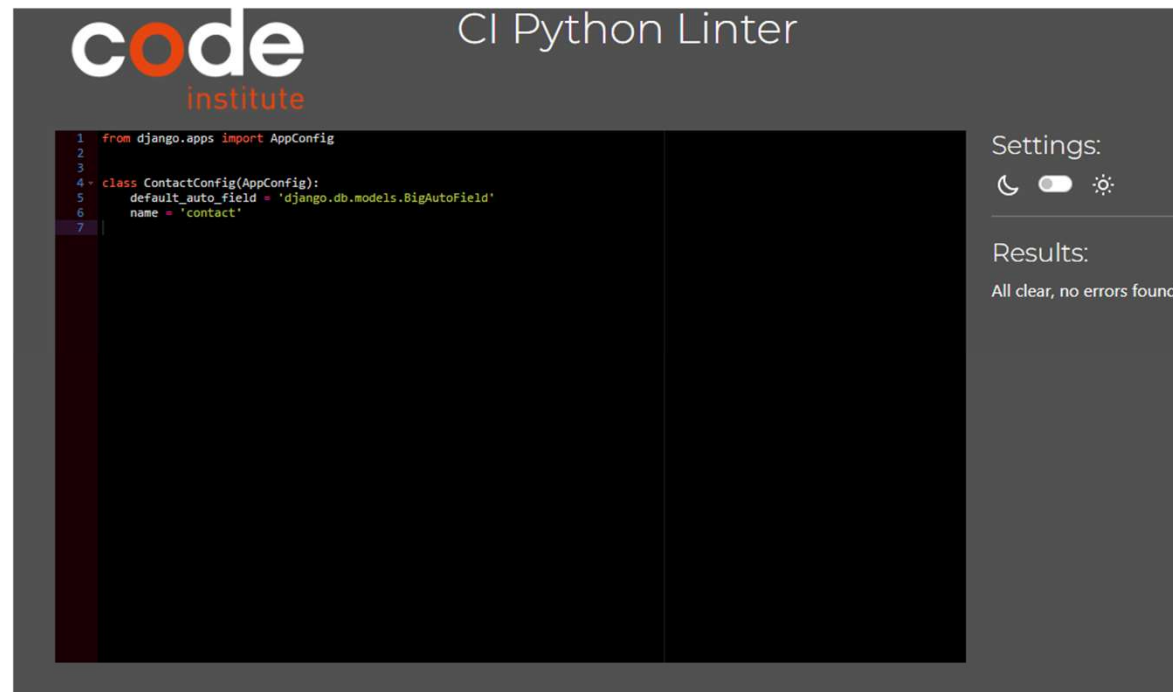 code
institute
CI Python Linter
1 from django.apps import AppConfig
2
3
4 class ContactConfig(AppConfig):
5     default_auto_field = 'django.db.models.BigAutoField'
6     name = 'contact'
7
Settings:
Results:
All clear, no errors found